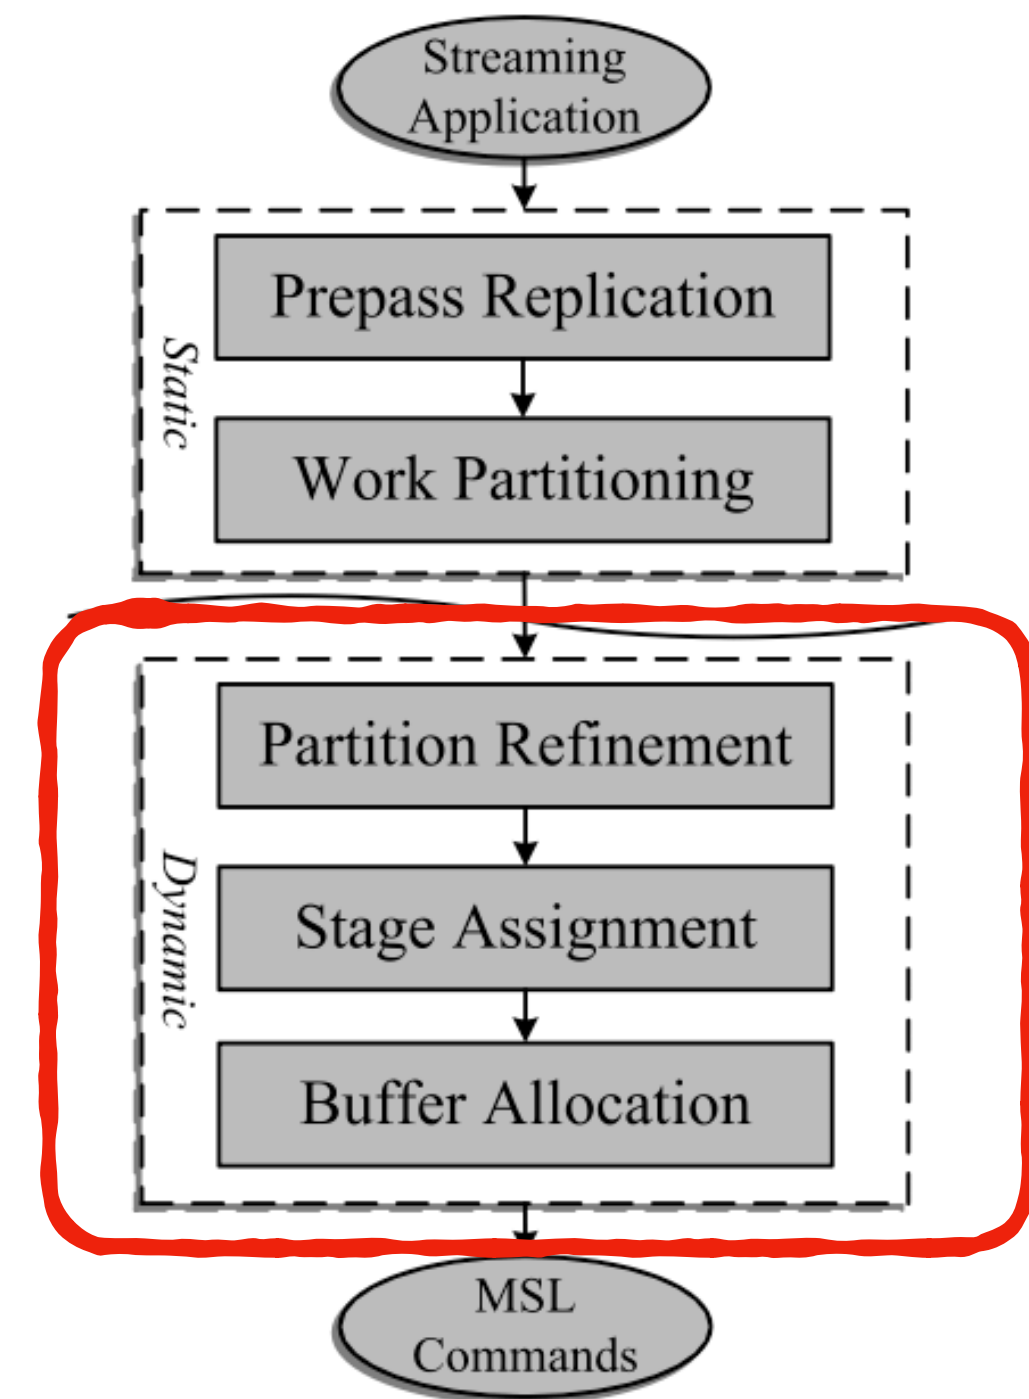 Streaming
Application
Static
Prepass Replication
Work Partitioning
Dynamic
Partition Refinement
Stage Assignment
Buffer Allocation
MSL
Commands